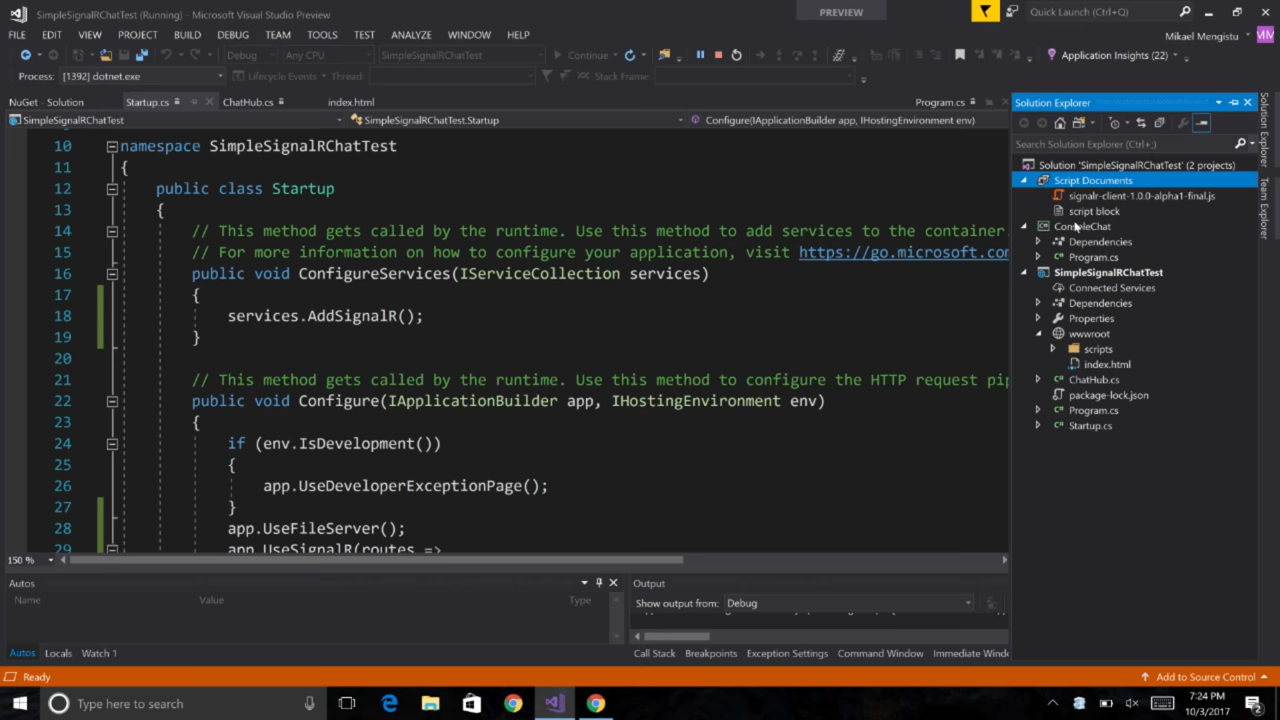 SimpleSignalRChatTest (Running) - Microsoft Visual Studio Preview
PREVIEW
Quick Launch (Ctrl+Q)
FILE EDIT VIEW PROJECT BUILD DEBUG TEAM TOOLS TEST ANALYZE WINDOW HELP
Mikael Mengistu MM
Debug Any CPU SimpleSignalRChatTest Continue Application Insights (22)
Process: [1392] dotnet.exe Lifecycle Events Thread: Stack Frame:
NuGet - Solution Startup.cs ChatHub.cs index.html Program.cs
SimpleSignalRChatTest SimpleSignalRChatTest.Startup Configure(IApplicationBuilder app, IHostingEnvironment env)
10 namespace SimpleSignalRChatTest
11 {
12 public class Startup
13 {
14 // This method gets called by the runtime. Use this method to add services to the container.
15 // For more information on how to configure your application, visit https://go.microsoft.com
16 public void ConfigureServices(IServiceCollection services)
17 {
18 services.AddSignalR();
19 }
20
21 // This method gets called by the runtime. Use this method to configure the HTTP request pip
22 public void Configure(IApplicationBuilder app, IHostingEnvironment env)
23 {
24 if (env.IsDevelopment())
25 {
26 app.UseDeveloperExceptionPage();
27 }
28 app.UseFileServer();
29 app.UseSignalR(routes =>
150 %
Autos
Name Value Type
Autos Locals Watch 1
Output
Show output from: Debug
Call Stack Breakpoints Exception Settings Command Window Immediate Wind
Solution Explorer
Search Solution Explorer (Ctrl+;)
Solution 'SimpleSignalRChatTest' (2 projects)
Script Documents
signalr-client-1.0.0-alpha1-final.js
script block
ConsoleChat
Dependencies
C# Program.cs
SimpleSignalRChatTest
Connected Services
Dependencies
Properties
wwwroot
scripts
index.html
C# ChatHub.cs
package-lock.json
C# Program.cs
C# Startup.cs
Solution Explorer
Team Explorer
Ready
Add to Source Control
Type here to search
7:24 PM
10/3/2017
2